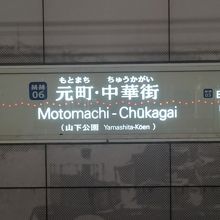 もとまち ちゅうかがい
MM
06
元町・中華街
Motomachi-Chūkagai
(山下公園 Yamashita-Kōen)